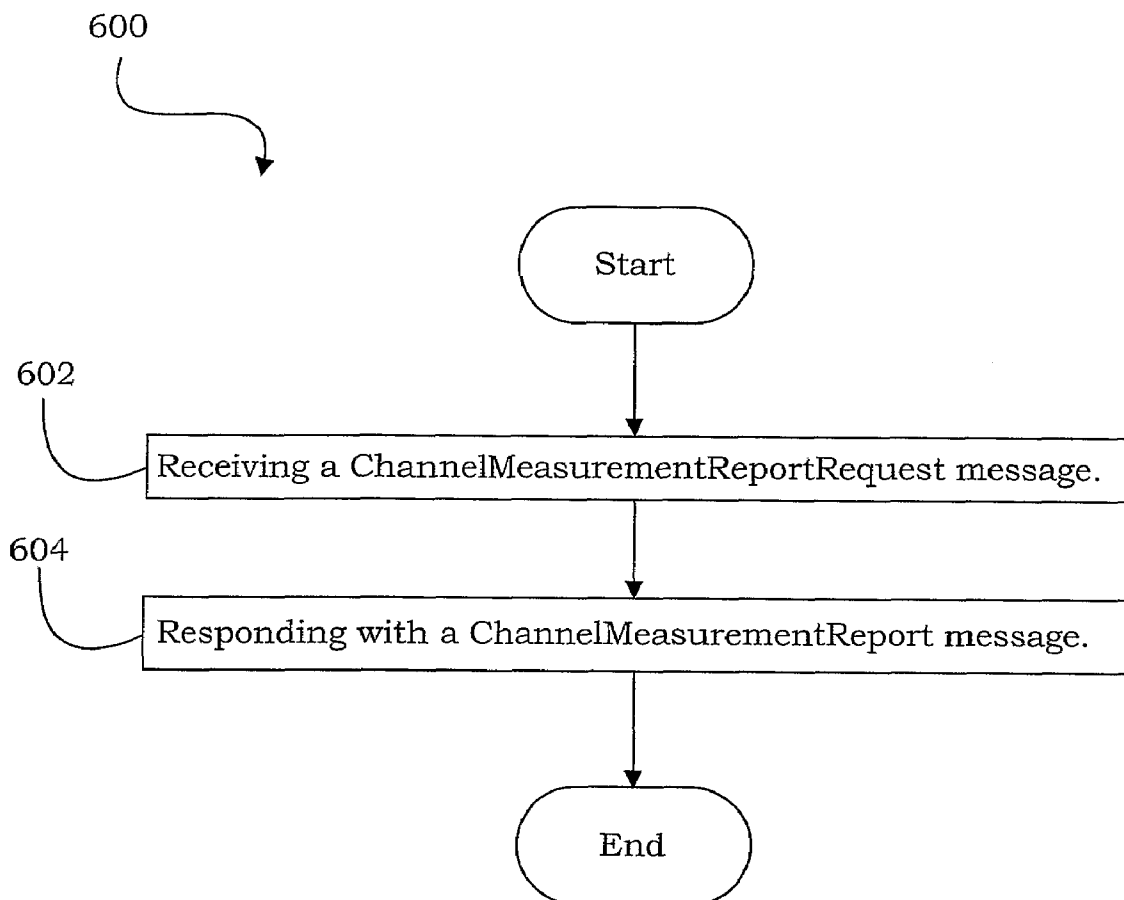 600
Start
602
Receiving a ChannelMeasurementReportRequest message.
604
Responding with a ChannelMeasurementReport message.
End